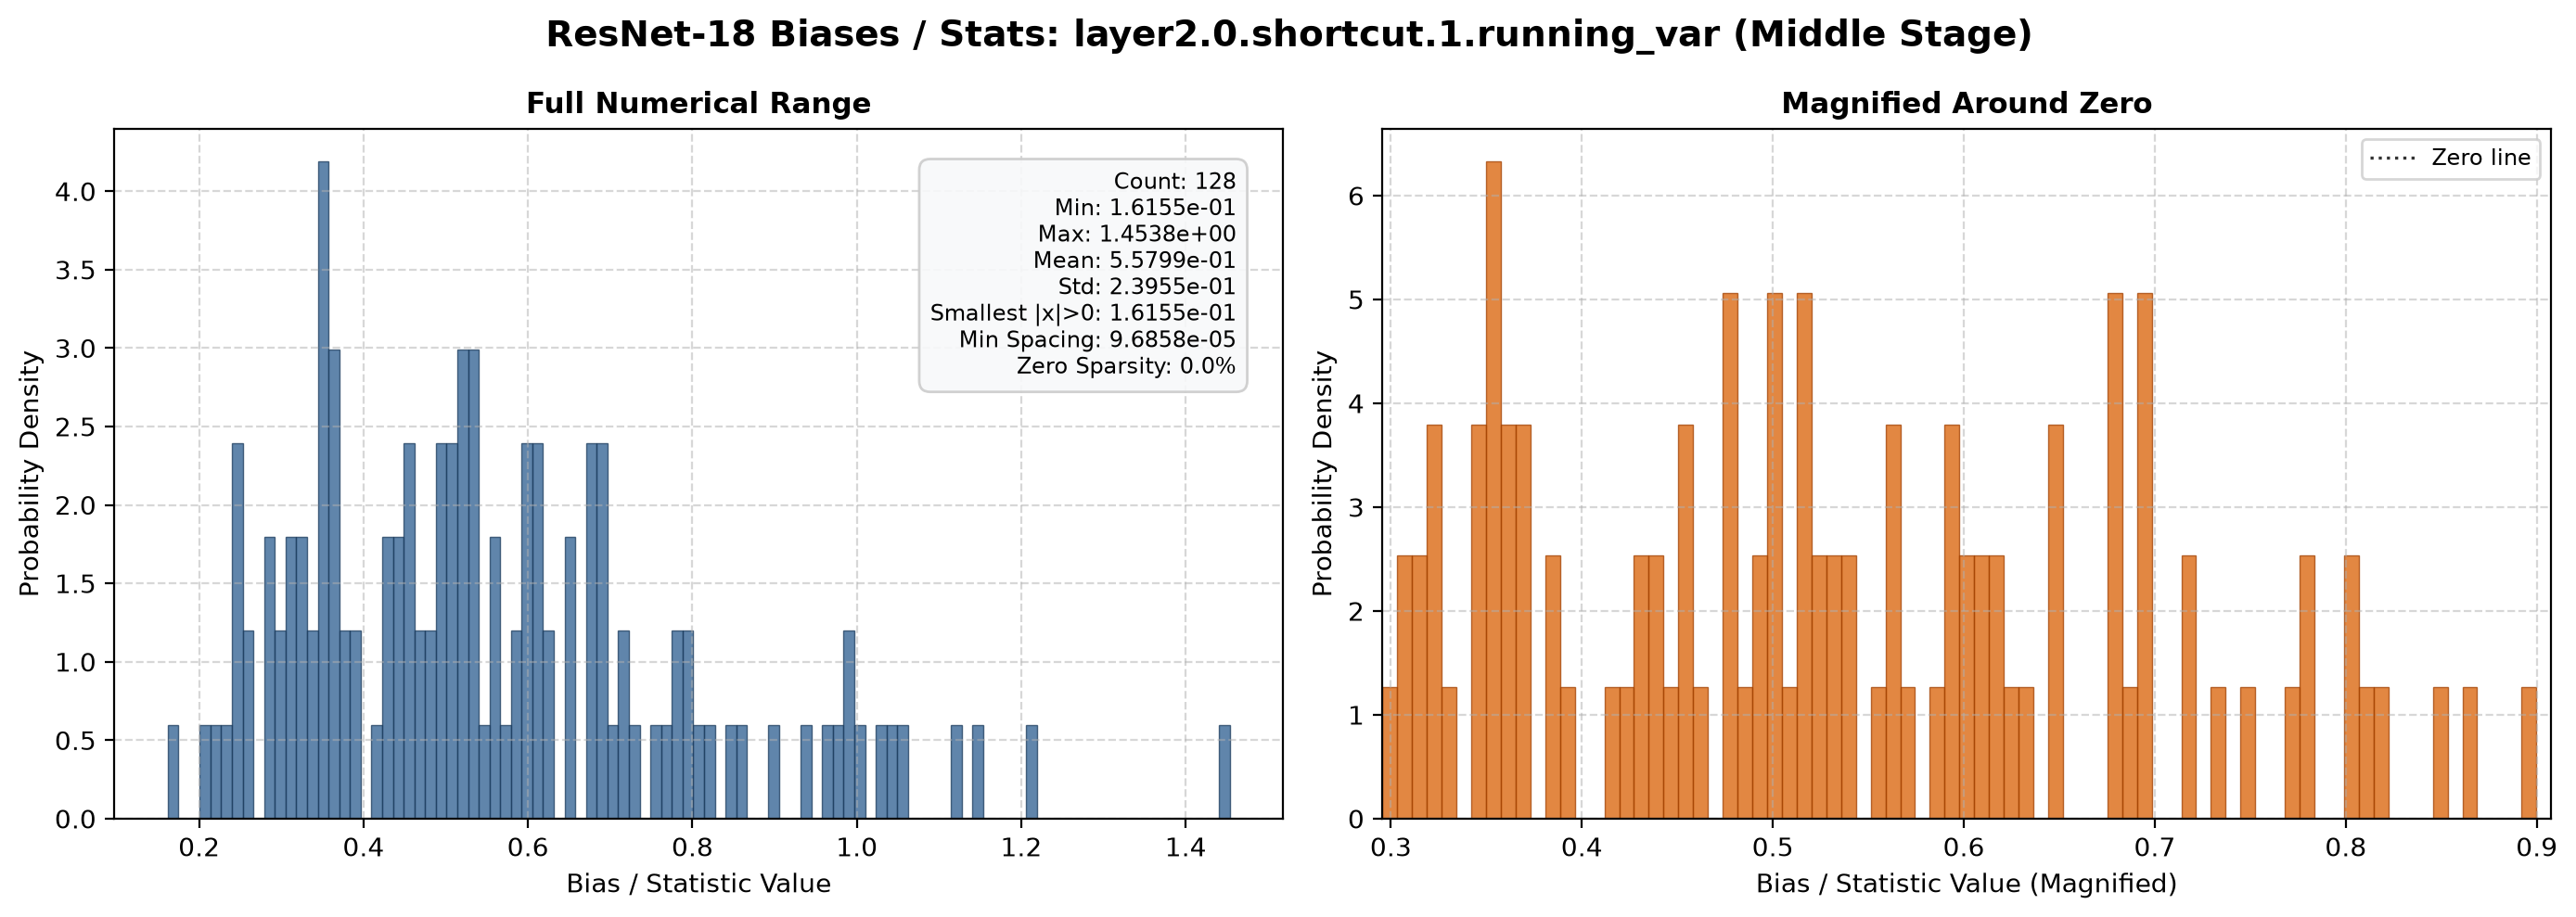 ResNet-18 Biases / Stats: layer2.0.shortcut.1.running_var (Middle Stage)
Full Numerical Range
Probability Density
4.0
3.5
3.0
2.5
2.0
1.5
1.0
0.5
0.0
Count: 128
Min: 1.6155e-01
Max: 1.4538e+00
Mean: 5.5799e-01
Std: 2.3955e-01
Smallest |x|>0: 1.6155e-01
Min Spacing: 9.6858e-05
Zero Sparsity: 0.0%
0.2 0.4 0.6 0.8 1.0 1.2 1.4
Bias / Statistic Value
Magnified Around Zero
Probability Density
6
5
4
3
2
1
0
Zero line
0.3 0.4 0.5 0.6 0.7 0.8 0.9
Bias / Statistic Value (Magnified)